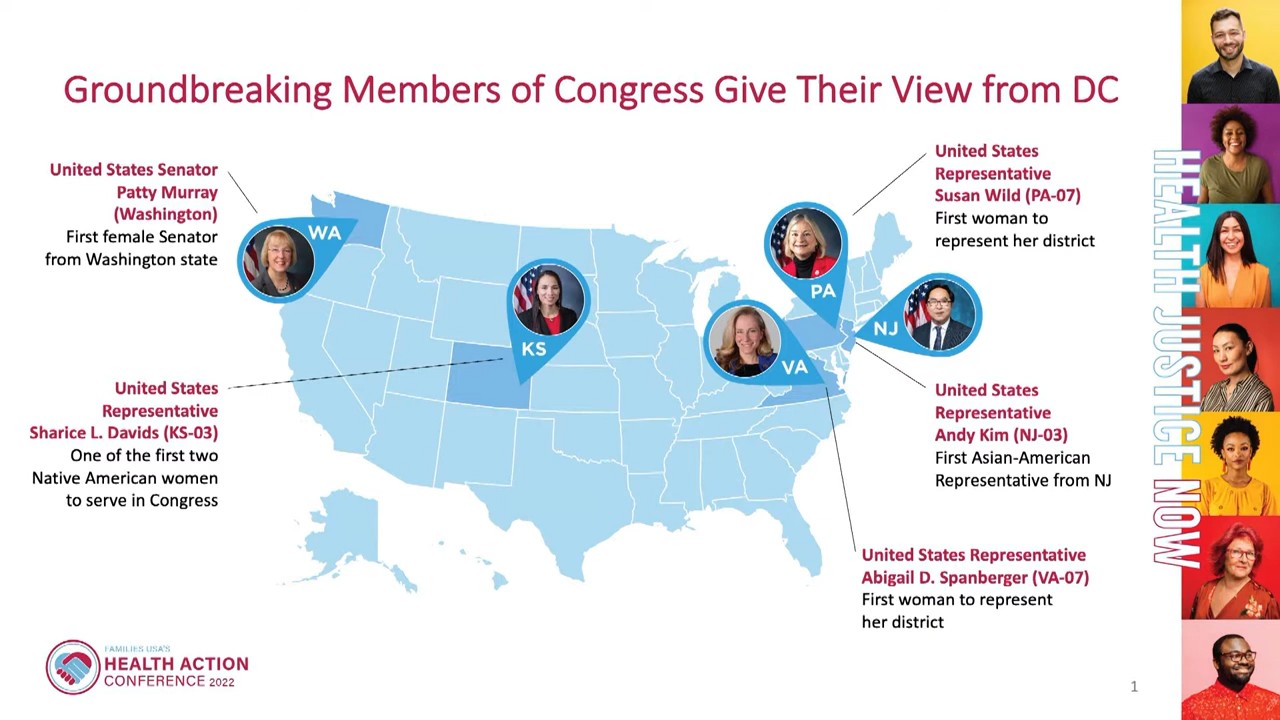 Groundbreaking Members of Congress Give Their View from DC
United States Senator
Patty Murray
(Washington)
First female Senator
from Washington state
WA
United States
Representative
Sharice L. Davids (KS-03)
One of the first two
Native American women
to serve in Congress
KS
United States
Representative
Susan Wild (PA-07)
First woman to
represent her district
PA
NJ
VA
United States
Representative
Andy Kim (NJ-03)
First Asian-American
Representative from NJ
United States Representative
Abigail D. Spanberger (VA-07)
First woman to represent
her district
HEALTH JUSTICE NOW
FAMILIES USA'S
HEALTH ACTION
CONFERENCE 2022
1